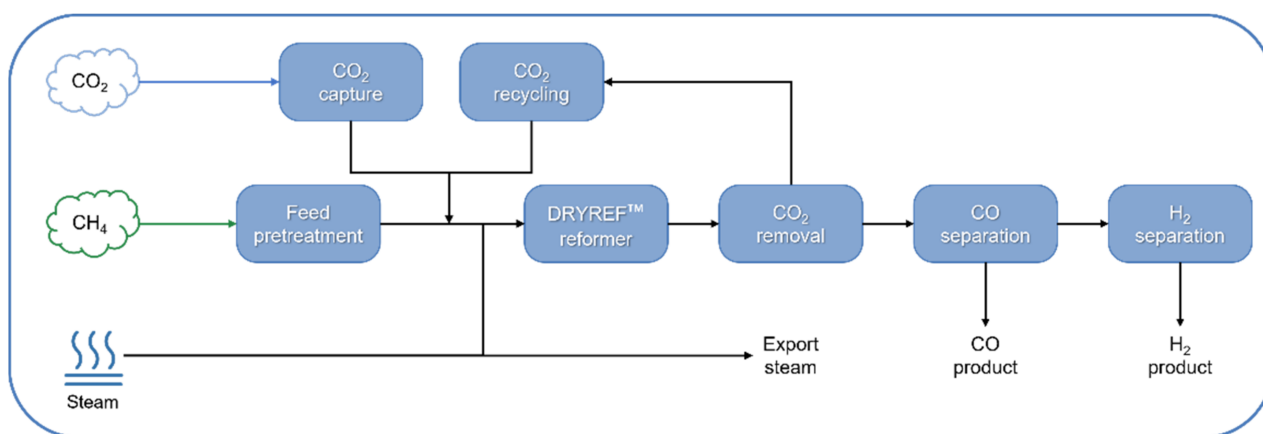 CO₂
CO₂
capture
CO₂
recycling
CH₄
Feed
pretreatment
DRYREF™
reformer
CO₂
removal
CO
separation
H₂
separation
Steam
Export
steam
CO
product
H₂
product